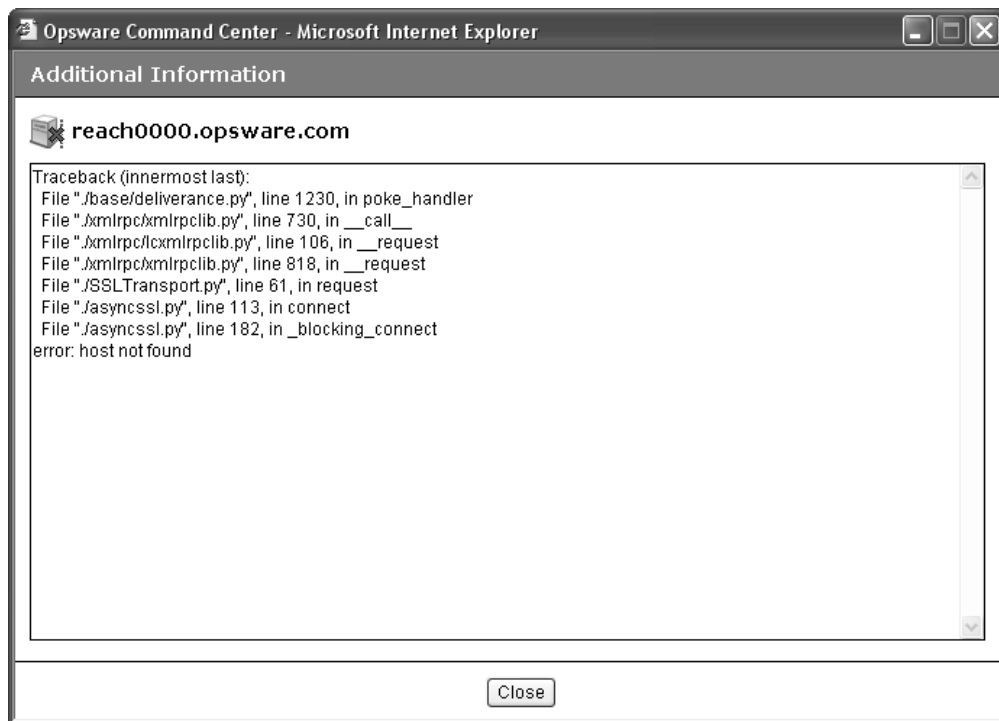 Opsware Command Center - Microsoft Internet Explorer
Additional Information
reach0000.opsware.com
Traceback (innermost last):
File "./base/deliverance.py", line 1230, in poke_handler
File "./xmlrpc/xmlrpclib.py", line 730, in __call__
File "./xmlrpc/lcxmlrpclib.py", line 106, in __request
File "./xmlrpc/xmlrpclib.py", line 818, in __request
File "./SSLTransport.py", line 61, in request
File "./asyncssl.py", line 113, in connect
File "./asyncssl.py", line 182, in _blocking_connect
error: host not found
Close